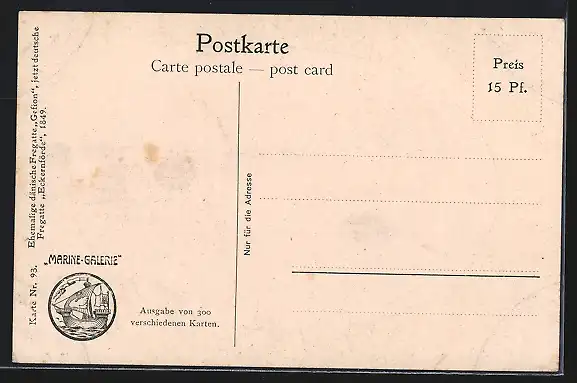 Postkarte
Carte postale — post card
Preis
15 Pf.
Nur für die Adresse
Karte Nr. 93. Ehemalige dänische Fregatte „Gefion", jetzt deutsche
Fregatte „Eckernförde", 1849.
„MARINE-GALERIE"
Ausgabe von 300
verschiedenen Karten.